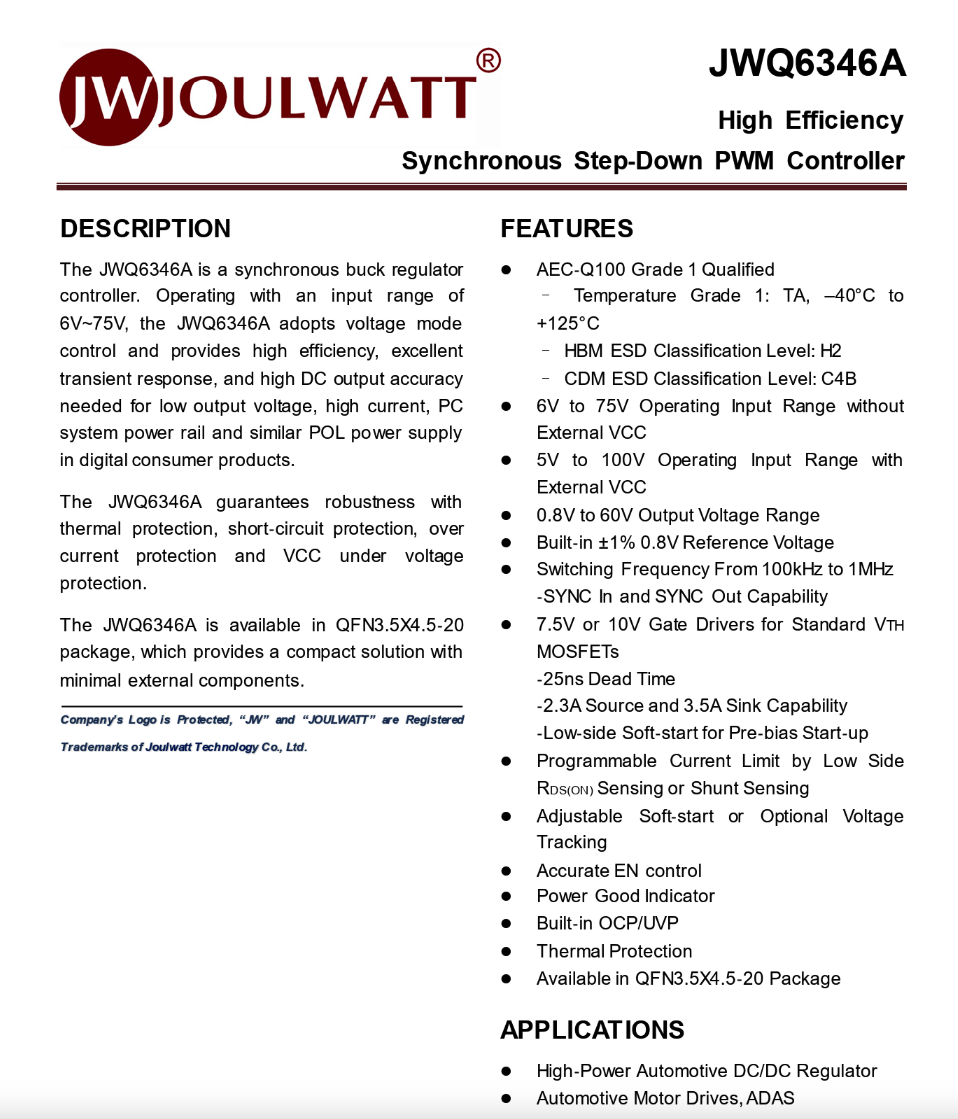 JWJOULWATT®
JWQ6346A
High Efficiency
Synchronous Step-Down PWM Controller
DESCRIPTION
The JWQ6346A is a synchronous buck regulator
controller. Operating with an input range of
6V~75V, the JWQ6346A adopts voltage mode
control and provides high efficiency, excellent
transient response, and high DC output accuracy
needed for low output voltage, high current, PC
system power rail and similar POL power supply
in digital consumer products.
The JWQ6346A guarantees robustness with
thermal protection, short-circuit protection, over
current protection and VCC under voltage
protection.
The JWQ6346A is available in QFN3.5X4.5-20
package, which provides a compact solution with
minimal external components.
Company's Logo is Protected, “JW” and “JOULWATT” are Registered
Trademarks of Joulwatt Technology Co., Ltd.
FEATURES
● AEC-Q100 Grade 1 Qualified
– Temperature Grade 1: TA, –40°C to
+125°C
– HBM ESD Classification Level: H2
– CDM ESD Classification Level: C4B
● 6V to 75V Operating Input Range without
External VCC
● 5V to 100V Operating Input Range with
External VCC
● 0.8V to 60V Output Voltage Range
● Built-in ±1% 0.8V Reference Voltage
● Switching Frequency From 100kHz to 1MHz
-SYNC In and SYNC Out Capability
● 7.5V or 10V Gate Drivers for Standard VTH
MOSFETs
-25ns Dead Time
-2.3A Source and 3.5A Sink Capability
-Low-side Soft-start for Pre-bias Start-up
● Programmable Current Limit by Low Side
RDS(ON) Sensing or Shunt Sensing
● Adjustable Soft-start or Optional Voltage
Tracking
● Accurate EN control
● Power Good Indicator
● Built-in OCP/UVP
● Thermal Protection
● Available in QFN3.5X4.5-20 Package
APPLICATIONS
● High-Power Automotive DC/DC Regulator
● Automotive Motor Drives, ADAS